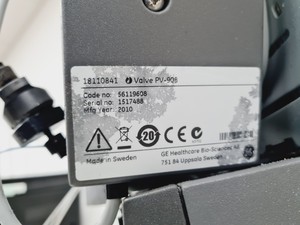 18110841 Valve PV-908
Code no: 56119608
Serial no: 1517488
Mfg Year: 2010
20
Made in Sweden
GE Healthcare Bio-Sciences AB
751 84 Uppsala Sweden